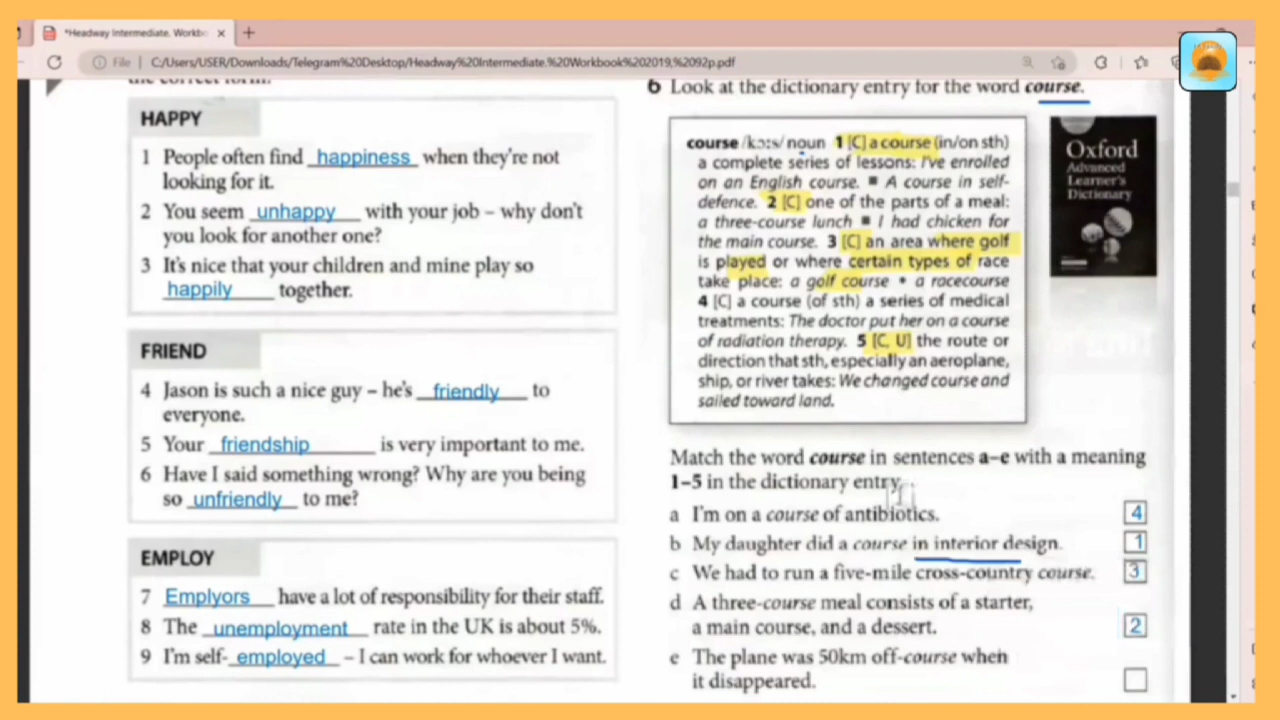 *Headway Intermediate. Workbo
File C:/Users/USER/Downloads/Telegram%20Desktop/Headway%20Intermediate.%20Workbook%202019,%2092p.pdf
the correct form.
HAPPY
1 People often find happiness when they're not
looking for it.
2 You seem unhappy with your job – why don't
you look for another one?
3 It's nice that your children and mine play so
happily together.
FRIEND
4 Jason is such a nice guy – he's friendly to
everyone.
5 Your friendship is very important to me.
6 Have I said something wrong? Why are you being
so unfriendly to me?
EMPLOY
7 Emplyors have a lot of responsibility for their staff.
8 The unemployment rate in the UK is about 5%.
9 I'm self- employed – I can work for whoever I want.
6 Look at the dictionary entry for the word course.
course /kɔːs/ noun 1 [C] a course (in/on sth)
a complete series of lessons: I've enrolled
on an English course. ■ A course in self-
defence. 2 [C] one of the parts of a meal:
a three-course lunch ■ I had chicken for
the main course. 3 [C] an area where golf
is played or where certain types of race
take place: a golf course • a racecourse
4 [C] a course (of sth) a series of medical
treatments: The doctor put her on a course
of radiation therapy. 5 [C, U] the route or
direction that sth, especially an aeroplane,
ship, or river takes: We changed course and
sailed toward land.
Oxford
Advanced
Learner's
Dictionary
Match the word course in sentences a–e with a meaning
1–5 in the dictionary entry.
a I'm on a course of antibiotics. 4
b My daughter did a course in interior design. 1
c We had to run a five-mile cross-country course. 3
d A three-course meal consists of a starter,
a main course, and a dessert. 2
e The plane was 50km off-course when
it disappeared.